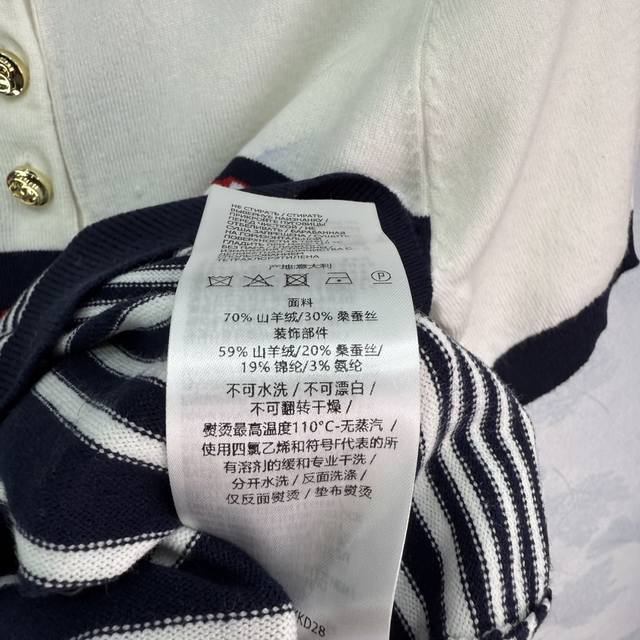 НЕ СТИРАТЬ / СТИРАТЬ
产地意大利
P
面料
70% 山羊绒/30% 桑蚕丝
装饰部件
59% 山羊绒/20% 桑蚕丝/
19% 锦纶/3% 氨纶
不可水洗 / 不可漂白 /
不可翻转干燥 /
熨烫最高温度110°C-无蒸汽 /
使用四氯乙烯和符号F代表的所
有溶剂的缓和专业干洗 /
分开水洗 / 反面洗涤 /
仅反面熨烫 / 垫布熨烫
KD28